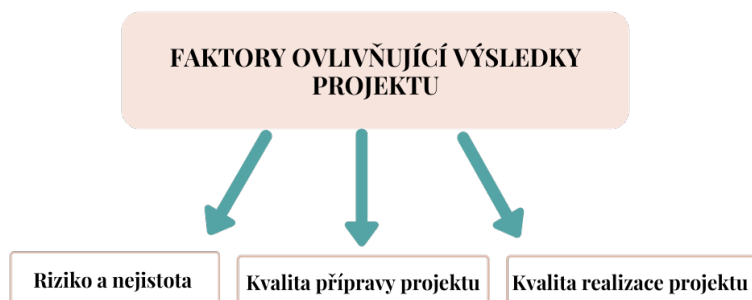 FAKTORY OVLIVŇUJÍCÍ VÝSLEDKY
PROJEKTU
Riziko a nejistota
Kvalita přípravy projektu
Kvalita realizace projektu